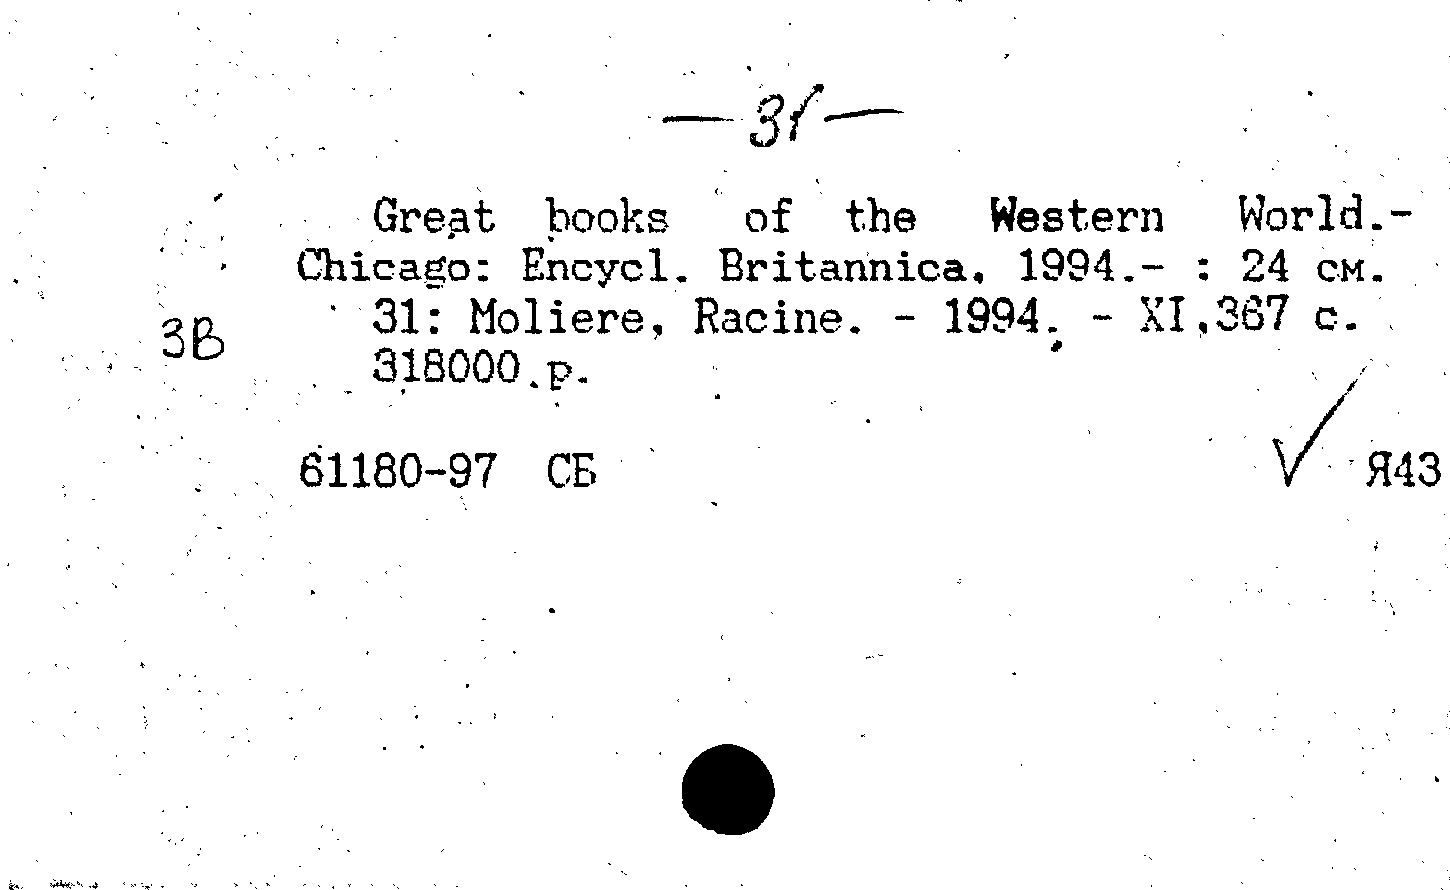 — 31 —
Great books of the Western World.-
Chicago: Encycl. Britannica, 1994.- : 24 см.
31: Moliere, Racine. - 1994. - XI,367 с.
ЗВ
318000.р.
61180-97 СБ
Я43